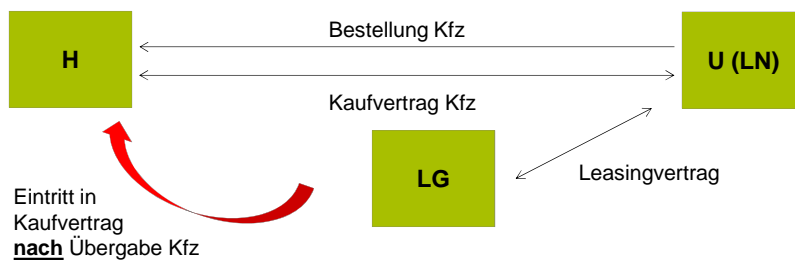 Bestellung Kfz
H
U (LN)
Kaufvertrag Kfz
LG
Leasingvertrag
Eintritt in
Kaufvertrag
nach Übergabe Kfz